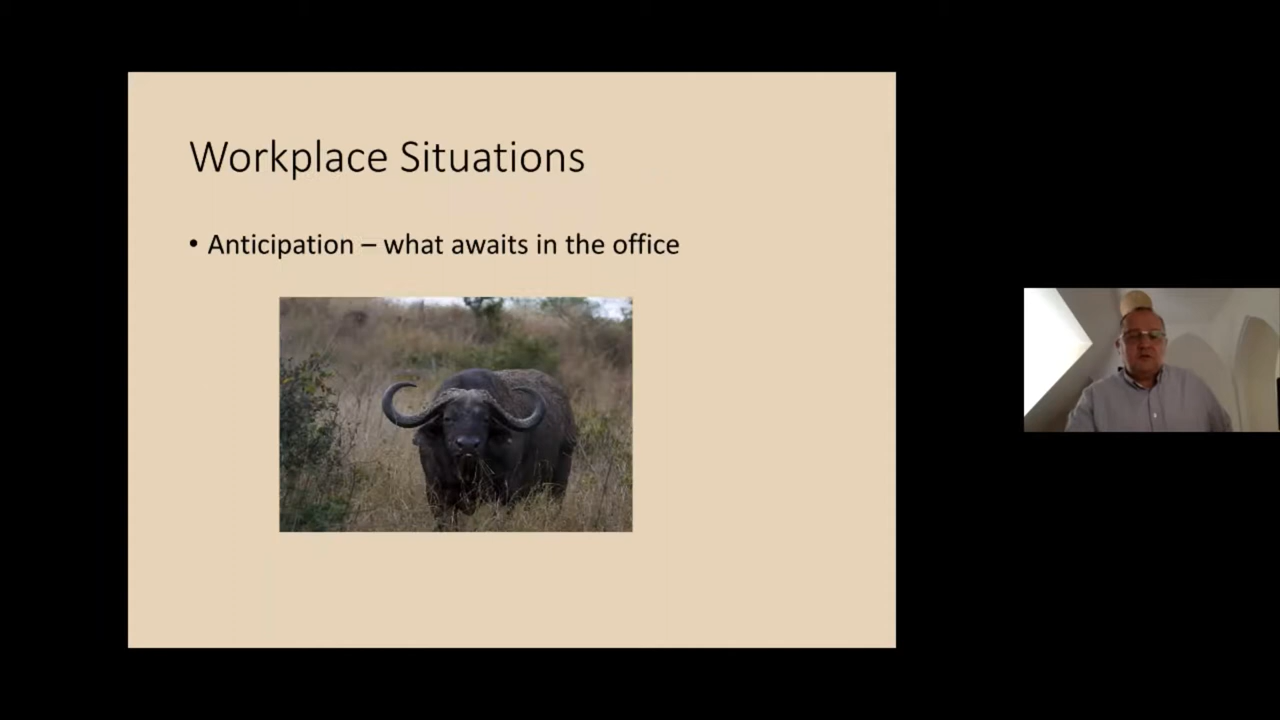 Workplace Situations
• Anticipation – what awaits in the office